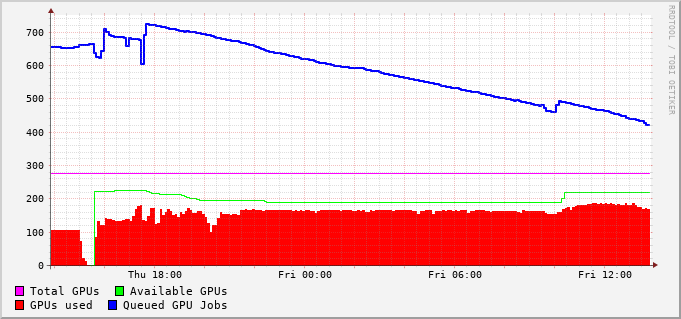 RRDTOOL / TOBI OETIKER
700
600
500
400
300
200
100
0
Thu 18:00 Fri 00:00 Fri 06:00 Fri 12:00
Total GPUs Available GPUs
GPUs used Queued GPU Jobs